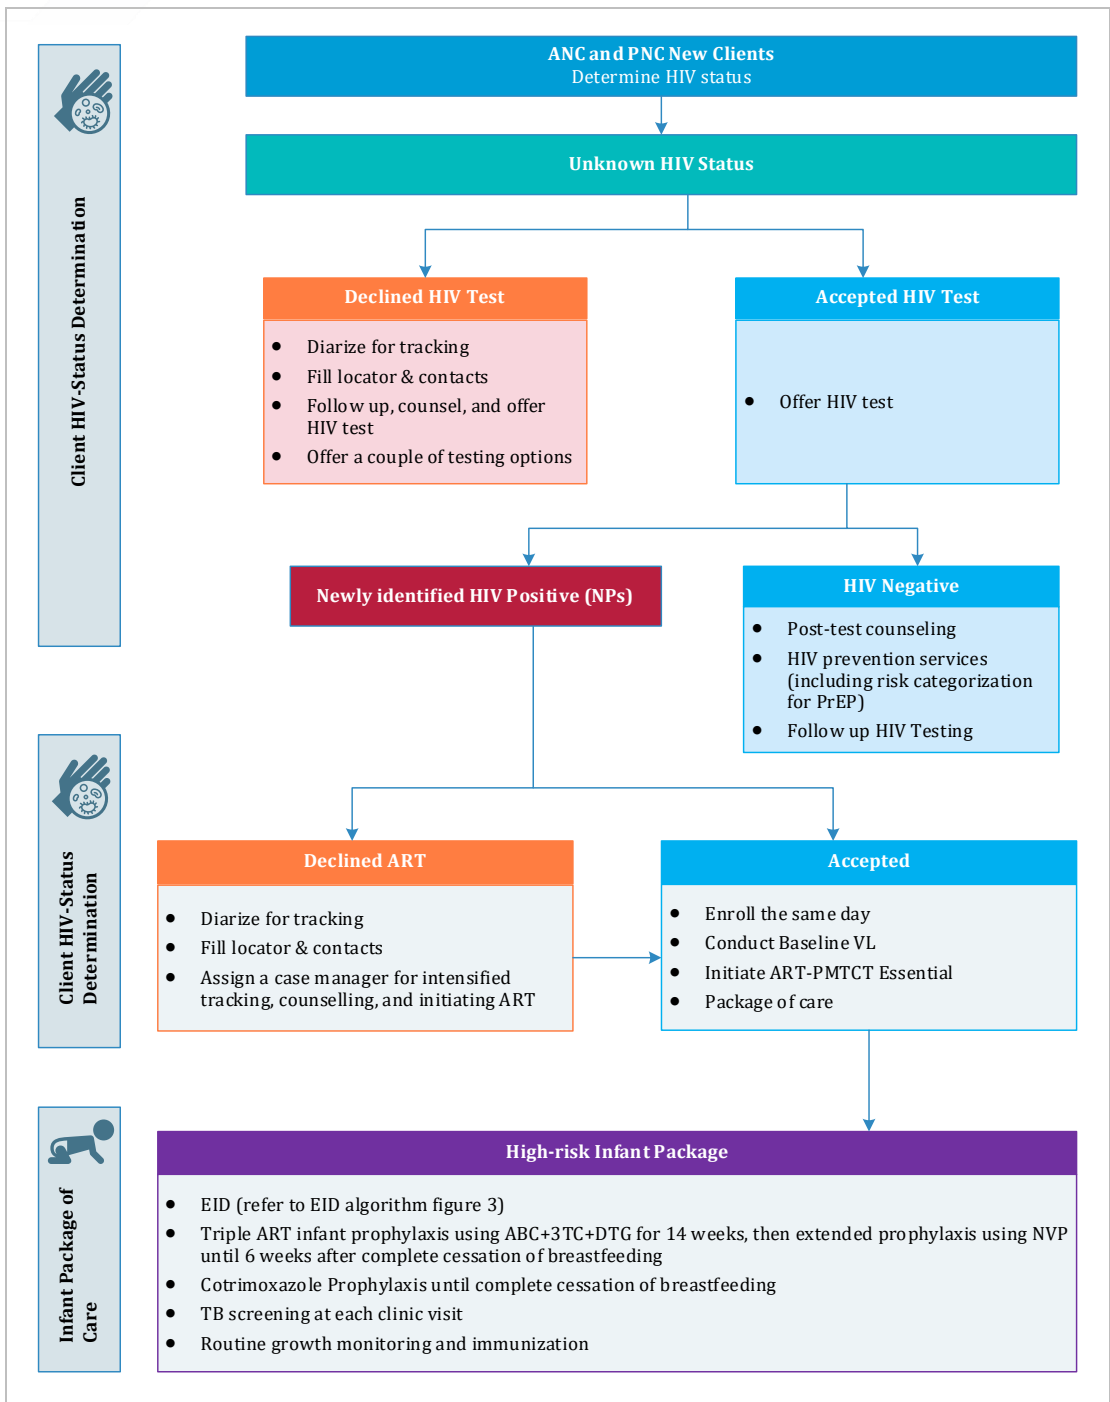 ANC and PNC New Clients
Determine HIV status
Unknown HIV Status
Client HIV-Status Determination
Declined HIV Test
• Diarize for tracking
• Fill locator & contacts
• Follow up, counsel, and offer
HIV test
• Offer a couple of testing options
Accepted HIV Test
• Offer HIV test
Newly identified HIV Positive (NPs)
HIV Negative
• Post-test counseling
• HIV prevention services
(including risk categorization
for PrEP)
• Follow up HIV Testing
Client HIV-Status
Determination
Declined ART
• Diarize for tracking
• Fill locator & contacts
• Assign a case manager for intensified
tracking, counselling, and initiating ART
Accepted
• Enroll the same day
• Conduct Baseline VL
• Initiate ART-PMTCT Essential
• Package of care
Infant Package of
Care
High-risk Infant Package
• EID (refer to EID algorithm figure 3)
• Triple ART infant prophylaxis using ABC+3TC+DTG for 14 weeks, then extended prophylaxis using NVP
until 6 weeks after complete cessation of breastfeeding
• Cotrimoxazole Prophylaxis until complete cessation of breastfeeding
• TB screening at each clinic visit
• Routine growth monitoring and immunization